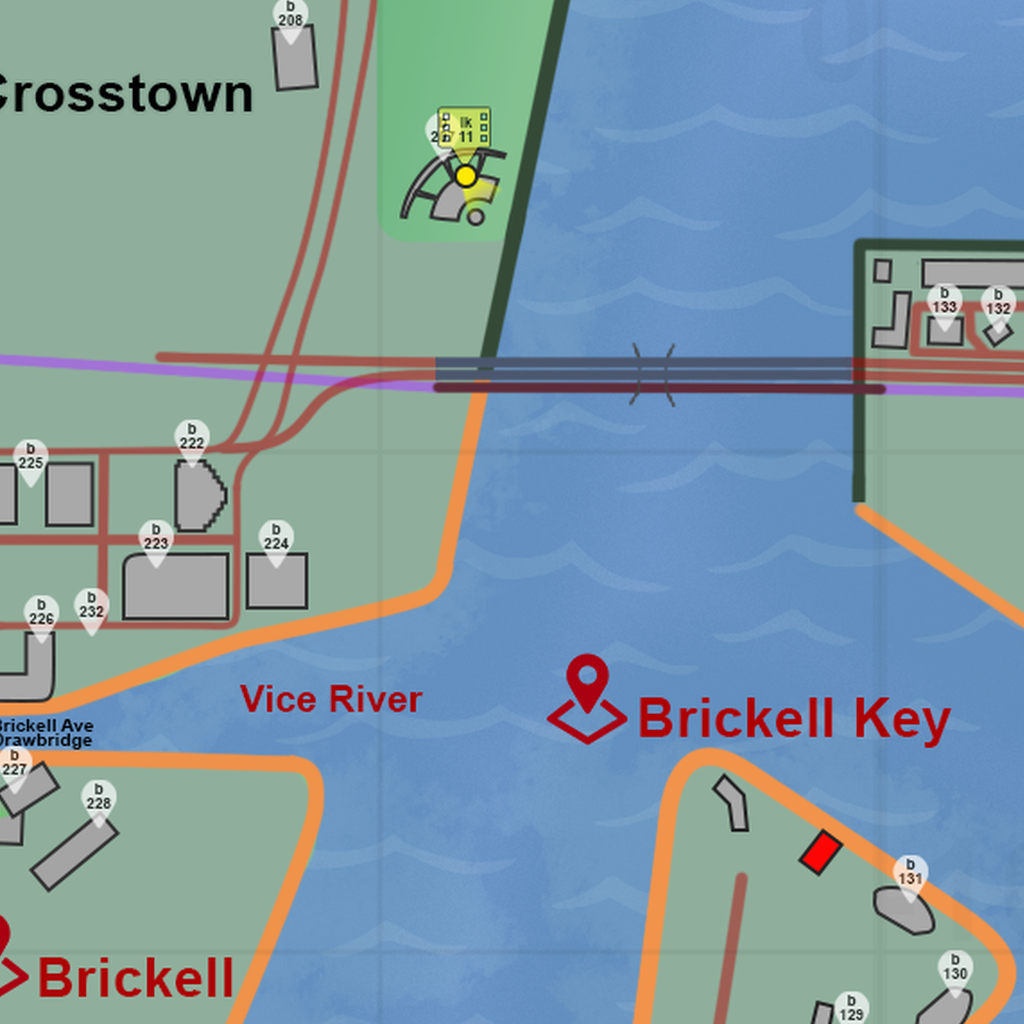 b
208
Crosstown
lk
11
b
133
b
132
b
222
b
225
b
223
b
224
b
232
b
226
Vice River
Brickell Key
Brickell Ave
Drawbridge
b
227
b
228
b
131
Brickell
b
130
b
129